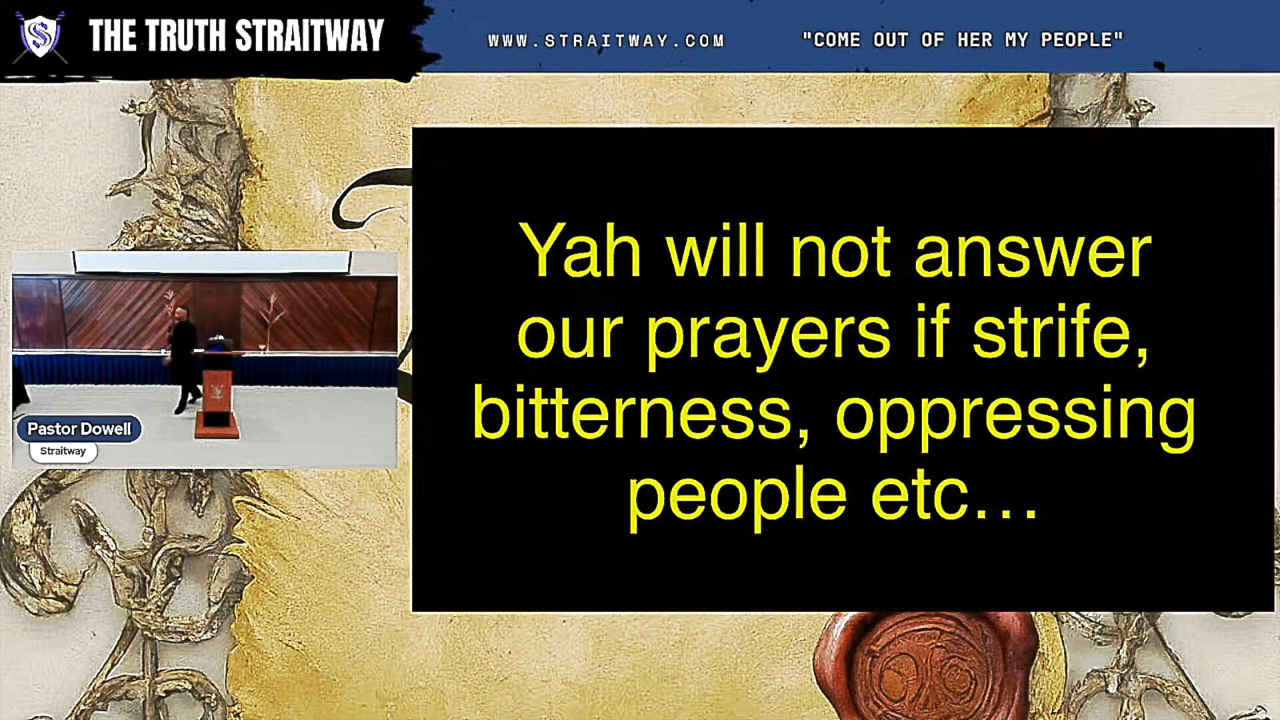 THE TRUTH STRAITWAY
WWW.STRAITWAY.COM
"COME OUT OF HER MY PEOPLE"
Yah will not answer
our prayers if strife,
bitterness, oppressing
people etc...
Pastor Dowell
Straitway